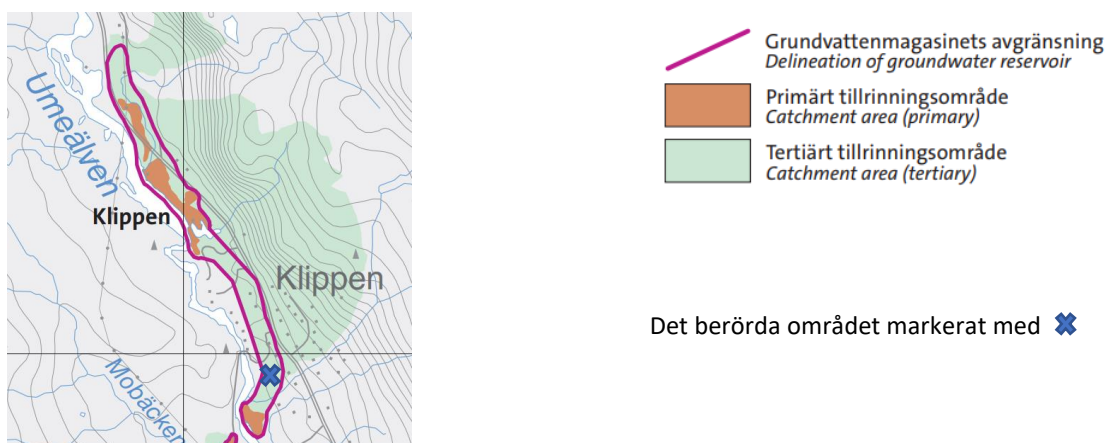 Umeälven
Klippen
Klippen
Mobäcken
Grundvattenmagasinets avgränsning
Delineation of groundwater reservoir
Primärt tillrinningsområde
Catchment area (primary)
Tertiärt tillrinningsområde
Catchment area (tertiary)
Det berörda området markerat med